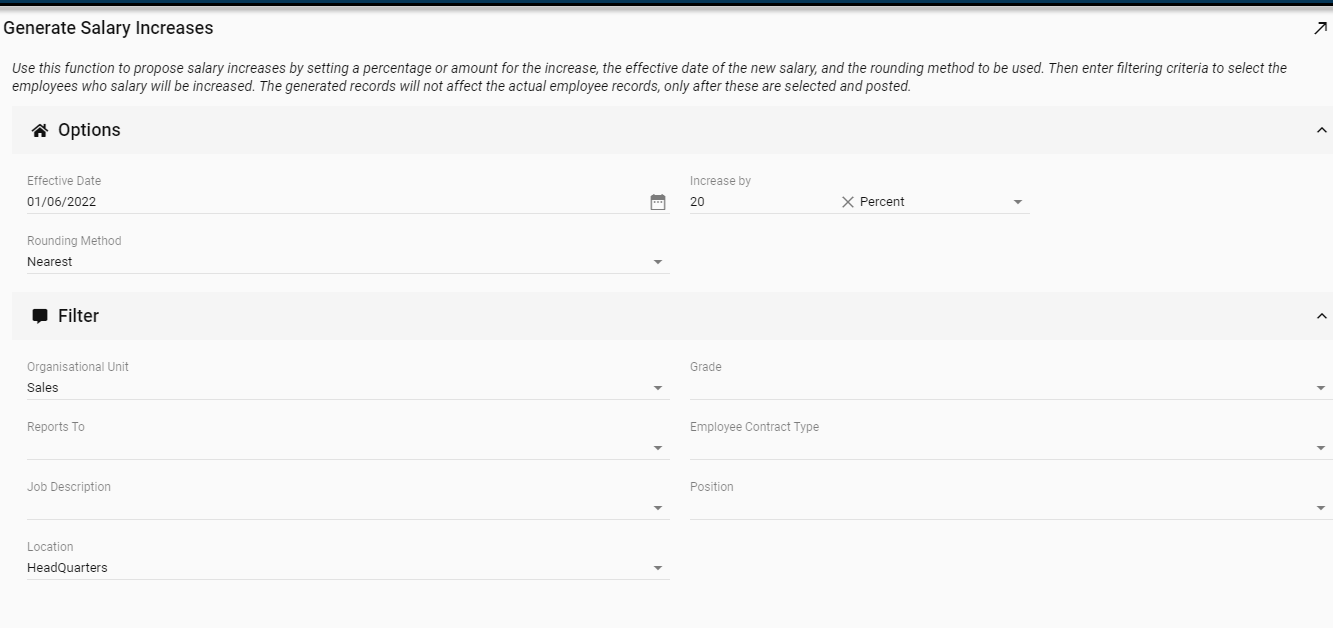 Generate Salary Increases
Use this function to propose salary increases by setting a percentage or amount for the increase, the effective date of the new salary, and the rounding method to be used. Then enter filtering criteria to select the
employees who salary will be increased. The generated records will not affect the actual employee records, only after these are selected and posted.
Options
Effective Date
Increase by
01/06/2022
20
Percent
Rounding Method
Nearest
Filter
Organisational Unit
Grade
Sales
Reports To
Employee Contract Type
Job Description
Position
Location
HeadQuarters